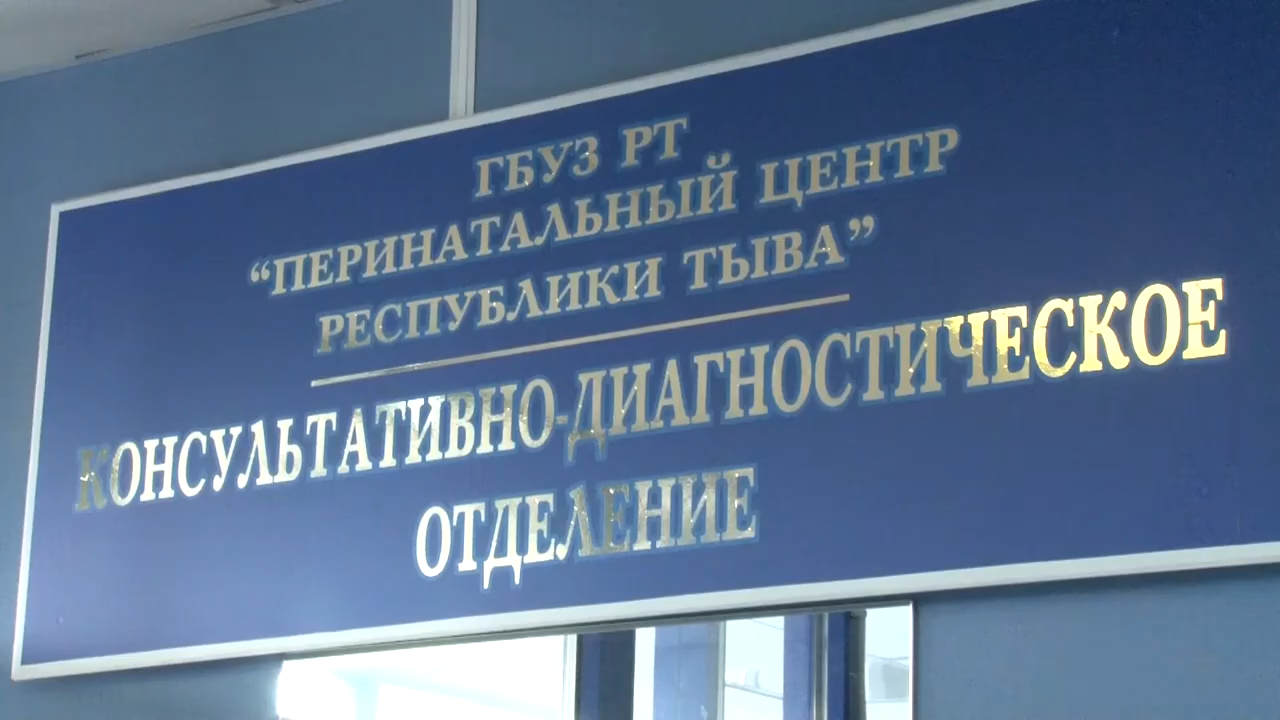 ГБУЗ РТ
“ПЕРИНАТАЛЬНЫЙ ЦЕНТР
РЕСПУБЛИКИ ТЫВА”
КОНСУЛЬТАТИВНО-ДИАГНОСТИЧЕСКОЕ
ОТДЕЛЕНИЕ